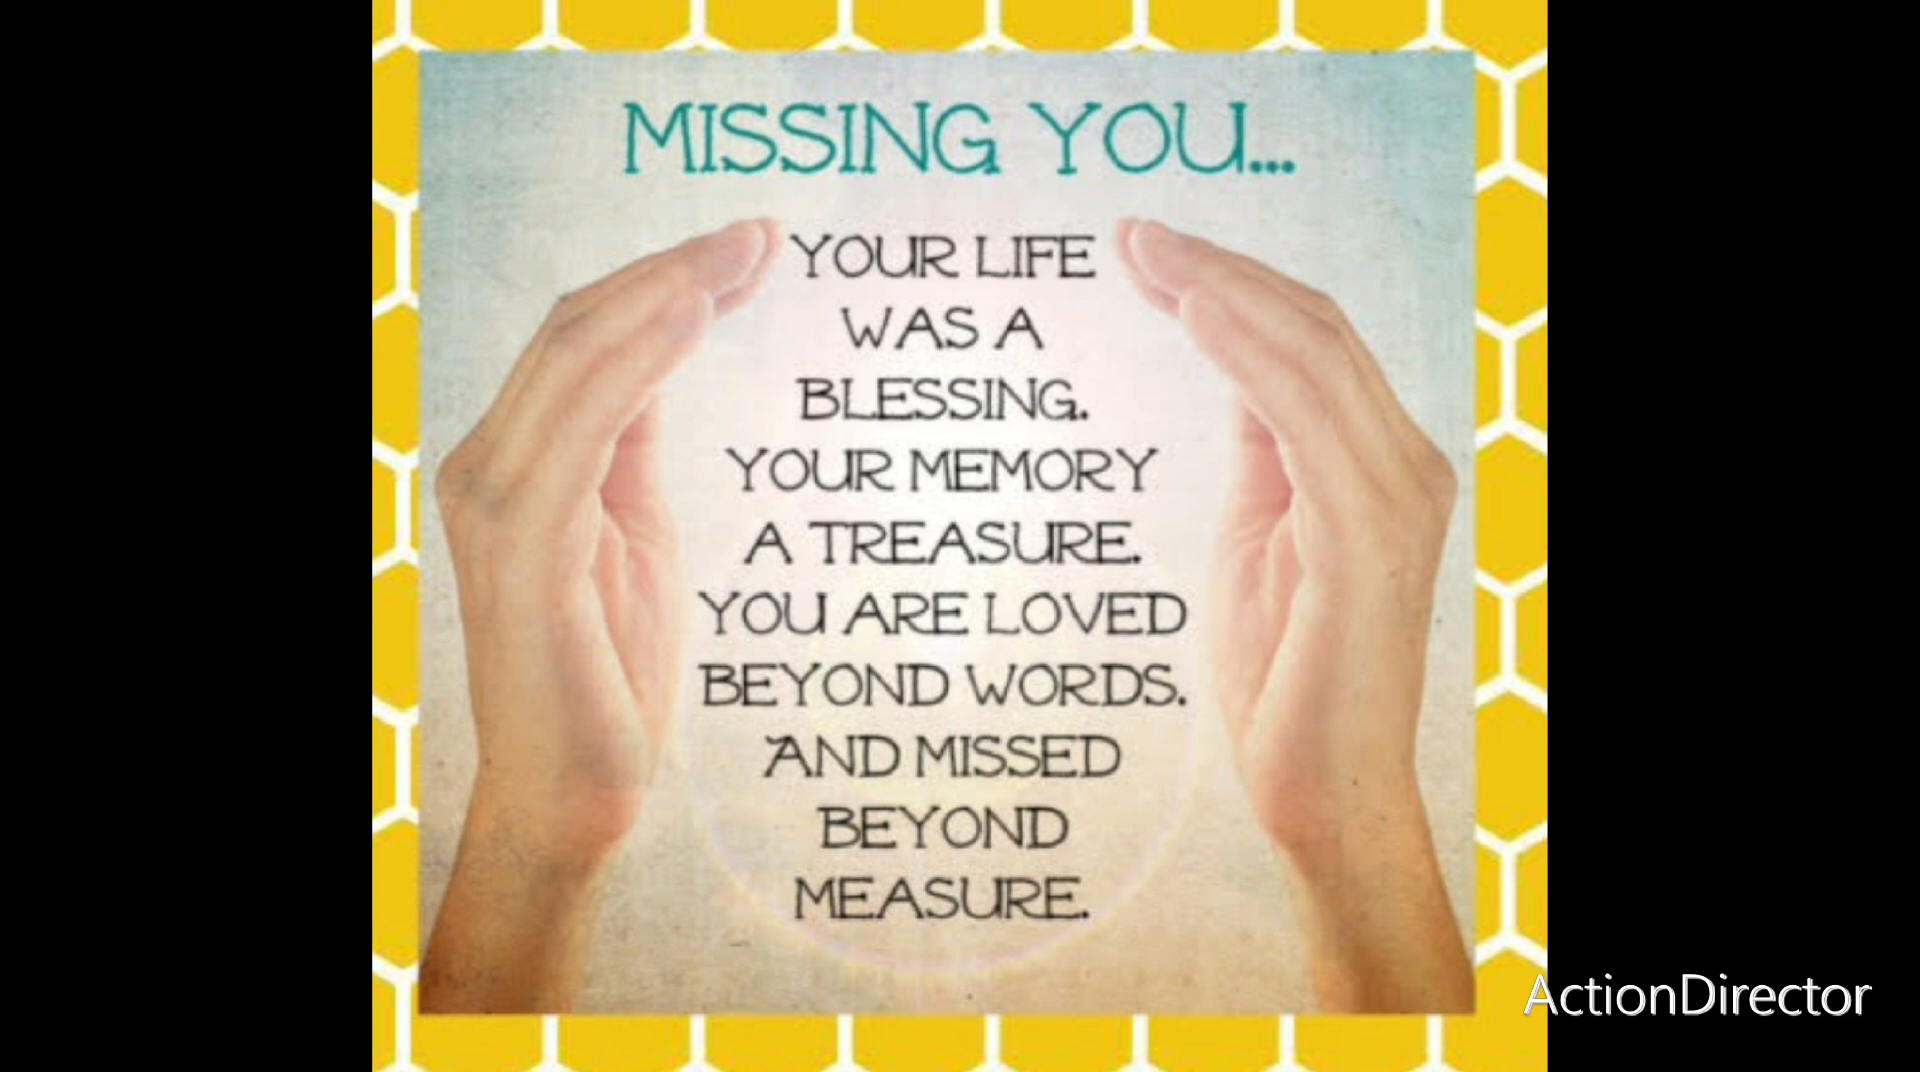 MISSING YOU...
YOUR LIFE
WAS A
BLESSING.
YOUR MEMORY
A TREASURE.
YOU ARE LOVED
BEYOND WORDS.
AND MISSED
BEYOND
MEASURE.
ActionDirector